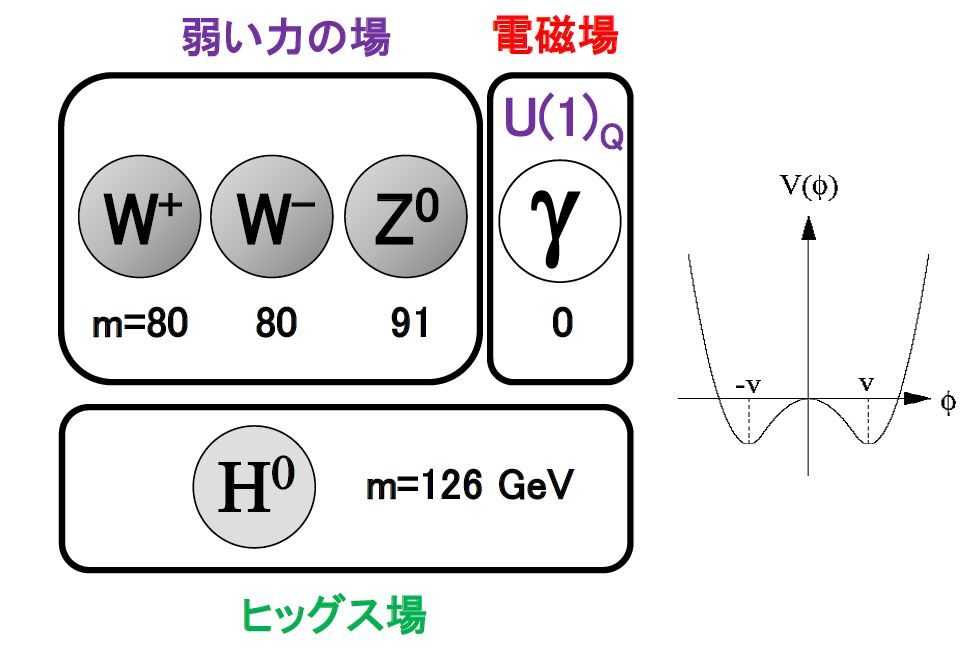 弱い力の場
電磁場
U(1)Q
W+ W− Z0 γ
m=80 80 91 0
H0 m=126 GeV
ヒッグス場
V(ϕ)
-v v
ϕ